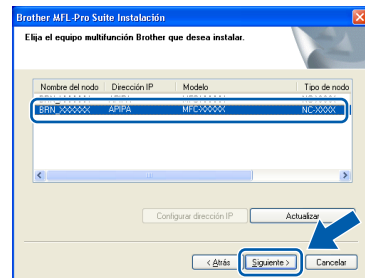 Brother MFL-Pro Suite Instalación
Elija el equipo multifunción Brother que desea instalar.
Nombre del nodo Dirección IP Modelo Tipo de nodo
BRN_XXXXXX APIPA MFC-XXXXX NC-XXXX
Configurar dirección IP Actualizar
< Atrás Siguiente > Cancelar